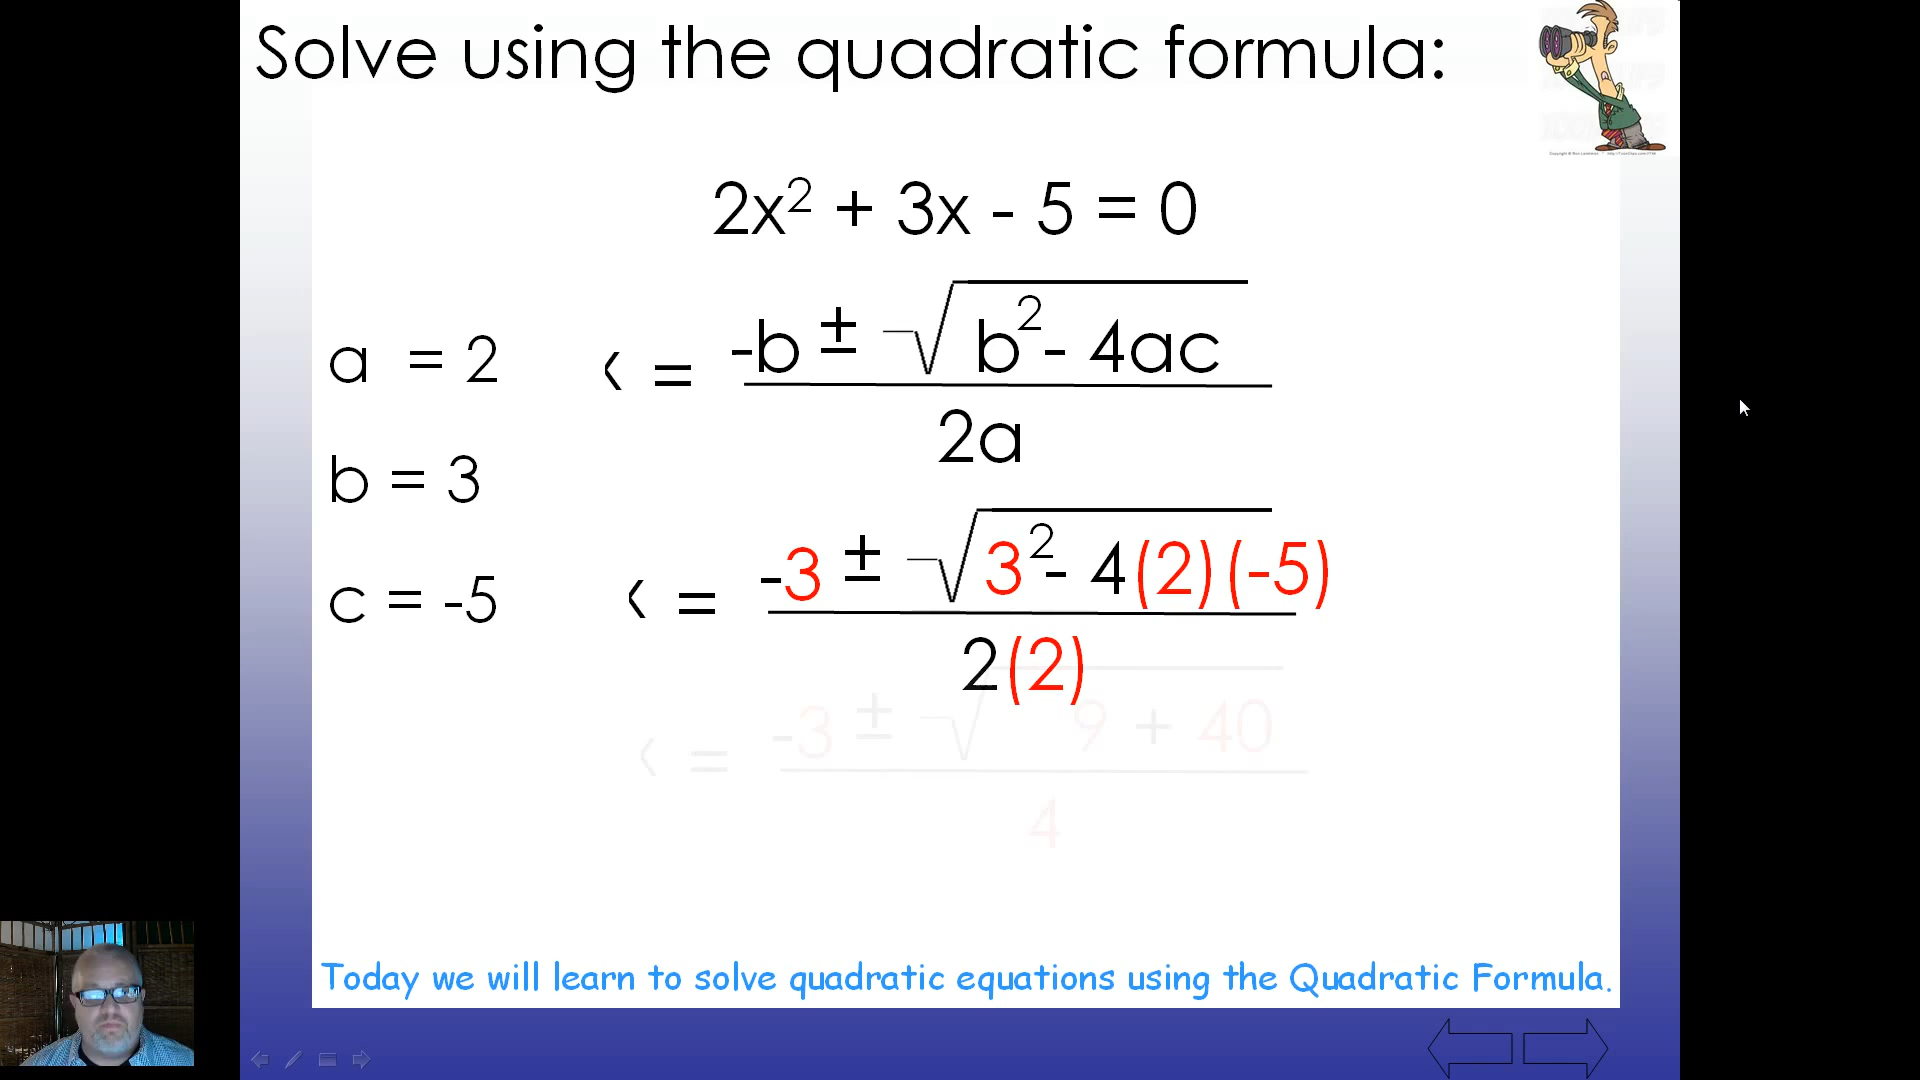 Solve using the quadratic formula:
2x² + 3x - 5 = 0
a = 2
x = -b ± √ b² - 4ac
2a
b = 3
x = -3 ± √ 3² - 4(2)(-5)
2(2)
c = -5
x = -3 ± √ 9 + 40
4
Today we will learn to solve quadratic equations using the Quadratic Formula.